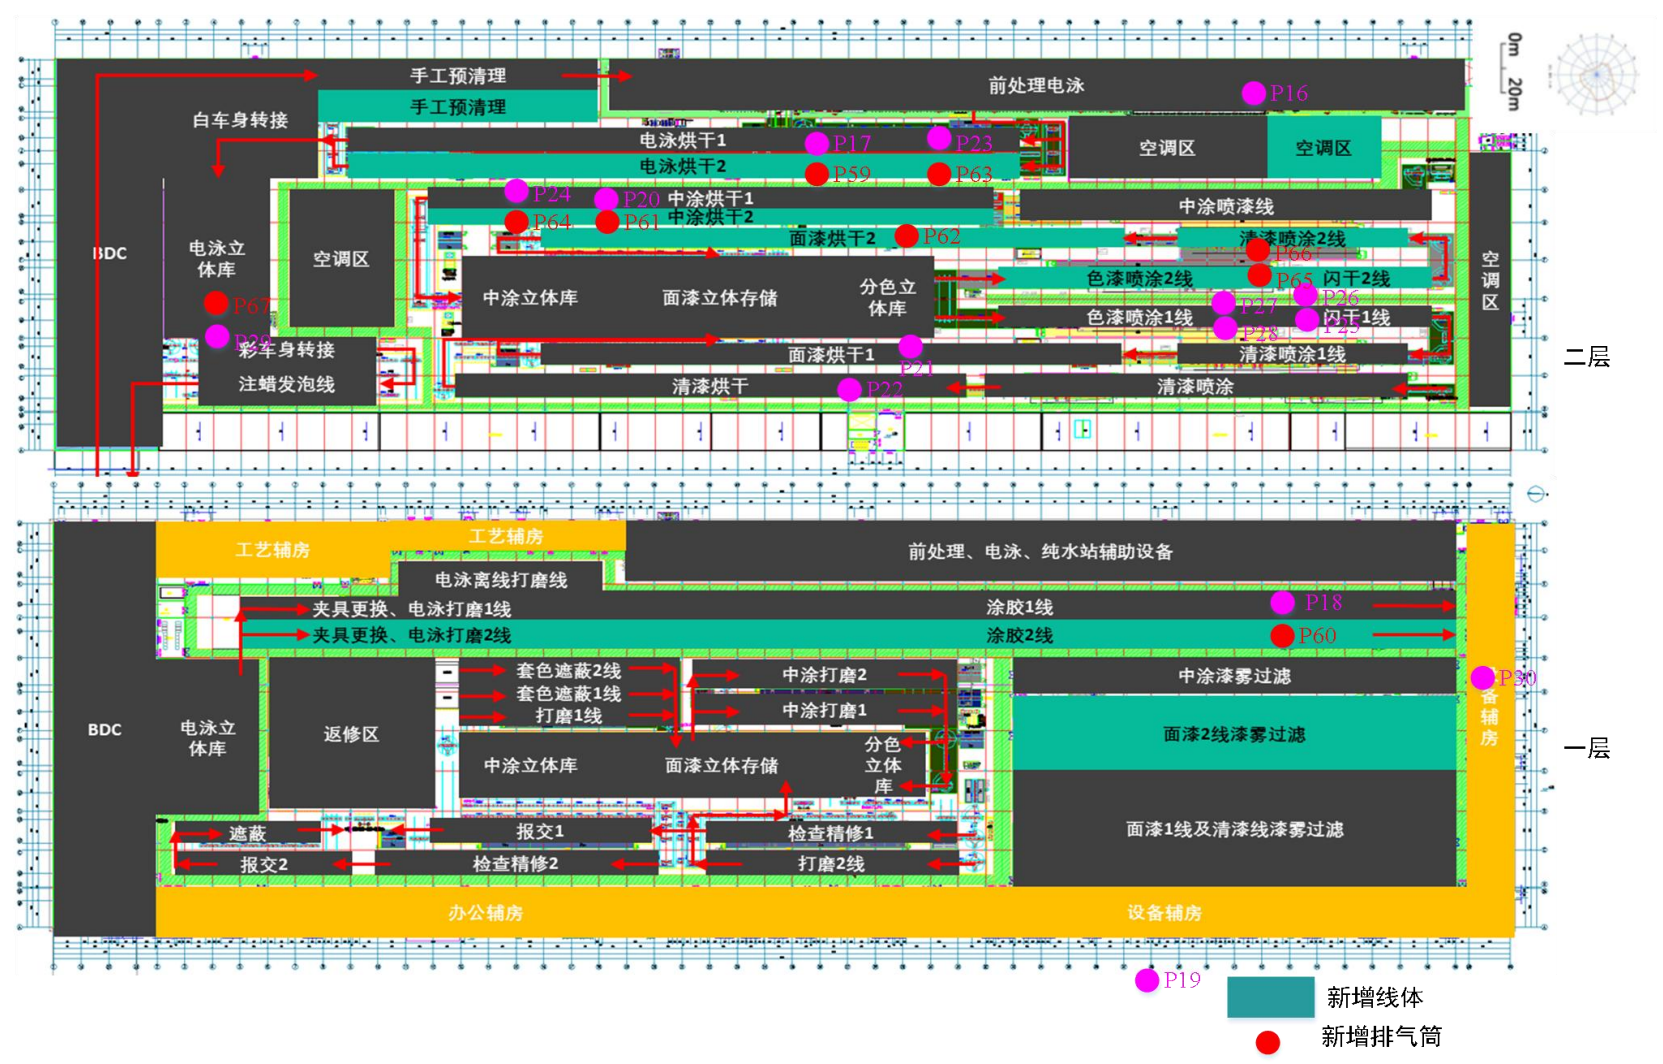 手工预清理
前处理电泳
P16
0m
20m
手工预清理
白车身转接
电泳烘干1
P17
P23
空调区
空调区
电泳烘干2
P59
P63
P24
P20
中涂烘干1
中涂喷漆线
P64
P61
中涂烘干2
面漆烘干2
P62
清漆喷涂2线
P66
BDC
电泳立
体库
空调区
空
调
区
色漆喷涂2线
P65
闪干2线
中涂立体库
面漆立体存储
分色立
体库
P67
P27
P26
色漆喷涂1线
闪干1线
P25
P28
P29
彩车身转接
面漆烘干1
P21
清漆喷涂1线
二层
注蜡发泡线
清漆烘干
P22
清漆喷涂
工艺辅房
工艺辅房
前处理、电泳、纯水站辅助设备
电泳离线打磨线
夹具更换、电泳打磨1线
涂胶1线
P18
夹具更换、电泳打磨2线
涂胶2线
P60
套色遮蔽2线
中涂打磨2
中涂漆雾过滤
P30
套色遮蔽1线
打磨1线
中涂打磨1
备
辅
房
BDC
电泳立
体库
返修区
面漆2线漆雾过滤
一层
中涂立体库
面漆立体存储
分色
立体
库
遮蔽
报交1
检查精修1
面漆1线及清漆线漆雾过滤
报交2
检查精修2
打磨2线
办公辅房
设备辅房
P19
新增线体
新增排气筒